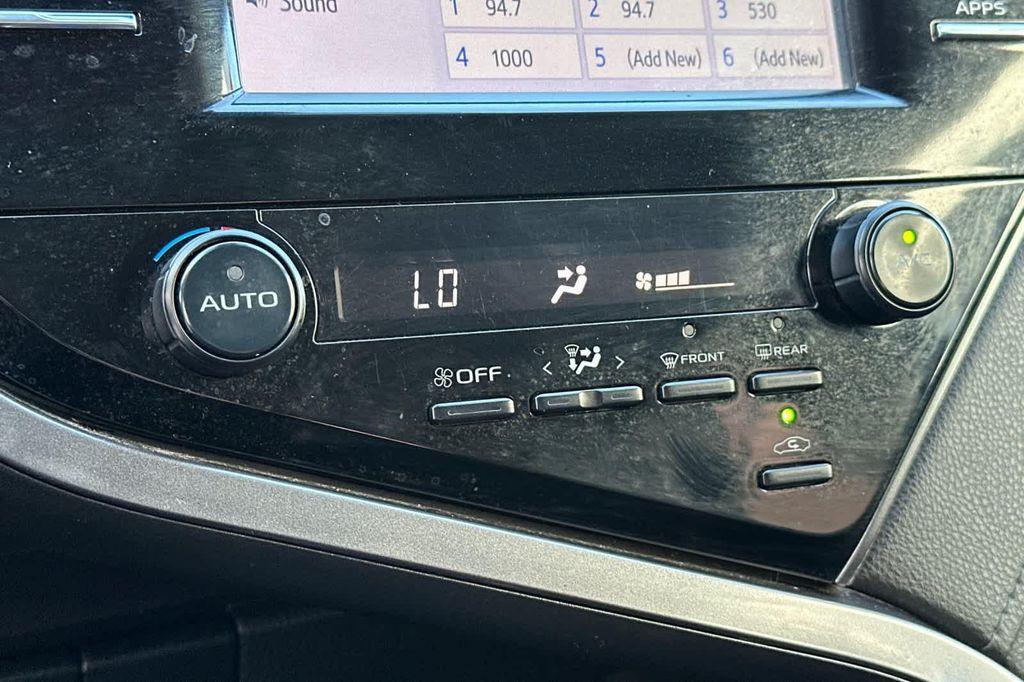 Sound
1 94.7 2 94.7 3 530
4 1000 5 (Add New) 6 (Add New)
APPS
AUTO
LO
A/C
OFF
< >
FRONT
REAR